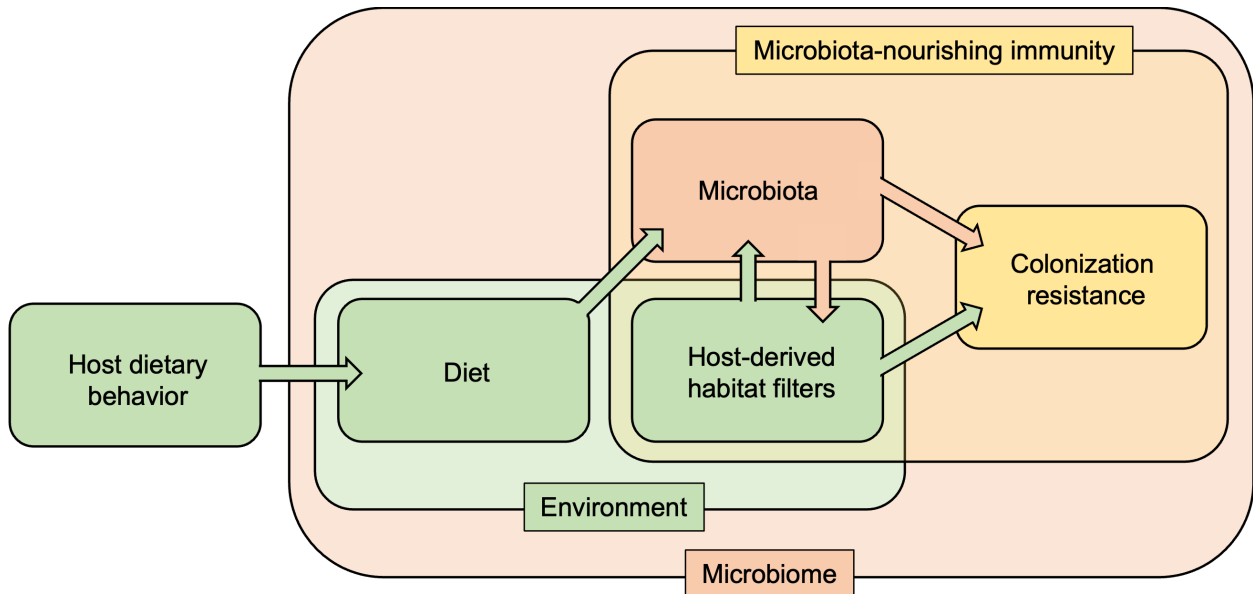 Microbiota-nourishing immunity
Microbiota
Colonization
resistance
Host dietary
behavior
Diet
Host-derived
habitat filters
Environment
Microbiome